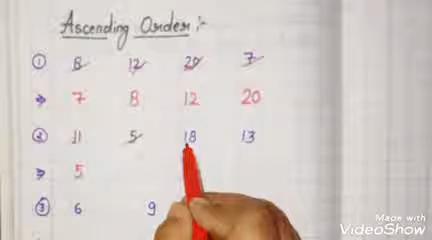 Ascending Order :-
① 8 12 20 7
⇒ 7 8 12 20
② 11 5 18 13
⇒ 5
③ 6 9
Made with
VideoShow